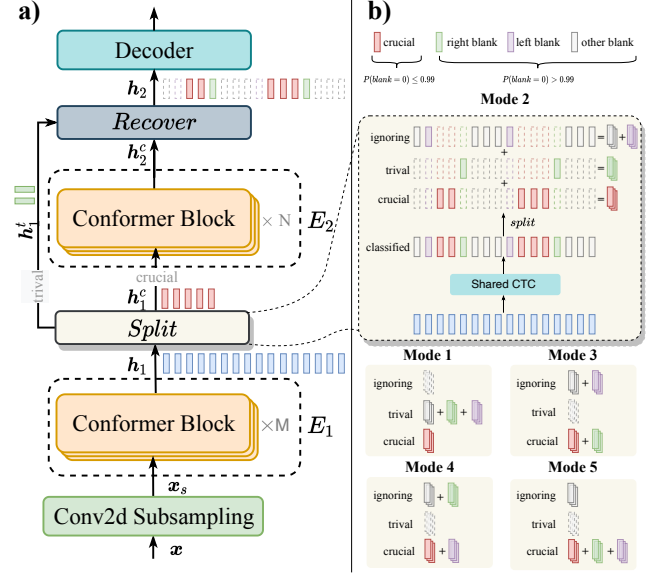 a)
Decoder
h₂
Recover
h₂ᶜ
Conformer Block
× N
E₂
h₁ᵗ
trival
crucial
h₁ᶜ
Split
h₁
Conformer Block
×M
E₁
xₛ
Conv2d Subsampling
x
b)
crucial
right blank
left blank
other blank
P(blank = 0) ≤ 0.99
P(blank = 0) > 0.99
Mode 2
ignoring
=
+
+
trival
=
+
crucial
=
split
classified
Shared CTC
Mode 1
ignoring
trival
+
+
crucial
Mode 3
ignoring
+
trival
crucial
+
Mode 4
ignoring
+
trival
crucial
+
Mode 5
ignoring
trival
crucial
+
+